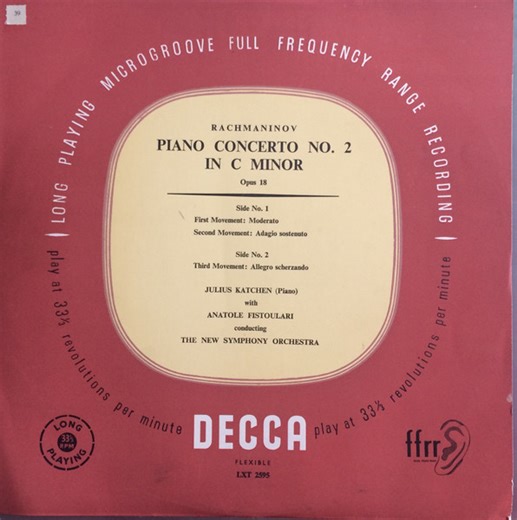 39
LONG PLAYING MICROGROOVE FULL FREQUENCY RANGE RECORDING
RACHMANINOV
PIANO CONCERTO NO. 2
IN C MINOR
Opus 18
Side No. 1
First Movement: Moderato
Second Movement: Adagio sostenuto
Side No. 2
Third Movement: Allegro scherzando
JULIUS KATCHEN (Piano)
with
ANATOLE FISTOULARI
conducting
THE NEW SYMPHONY ORCHESTRA
play at 33⅓ revolutions per minute
play at 33⅓ revolutions per minute
LONG
33⅓
R.P.M
PLAYING
DECCA
FLEXIBLE
LXT 2595
ffrr